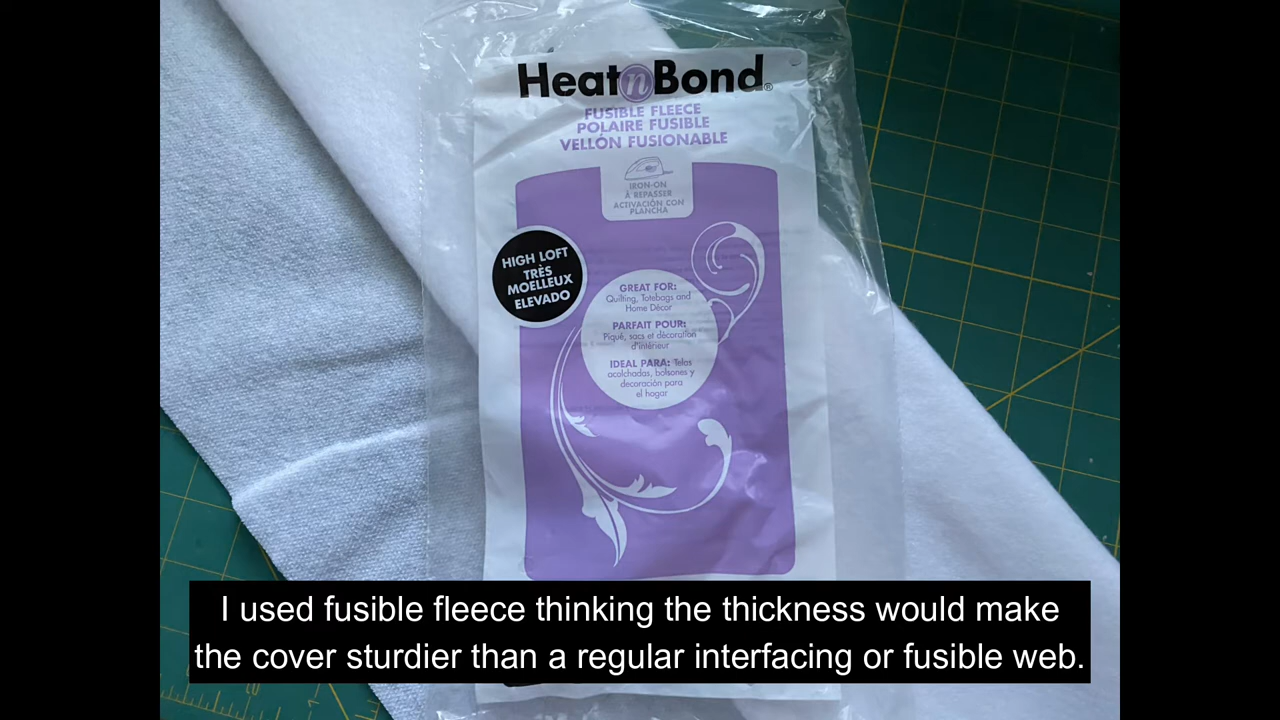 HeatnBond®
FUSIBLE FLEECE
POLAIRE FUSIBLE
VELLÓN FUSIONABLE
IRON-ON
À REPASSER
ACTIVACIÓN CON
PLANCHA
HIGH LOFT
TRÈS
MOELLEUX
ELEVADO
GREAT FOR:
Quilting, Totebags and
Home Décor
PARFAIT POUR:
Piqué, sacs et décoration
d'intérieur
IDEAL PARA: Telas
acolchadas, bolsones y
decoración para
el hogar
I used fusible fleece thinking the thickness would make
the cover sturdier than a regular interfacing or fusible web.